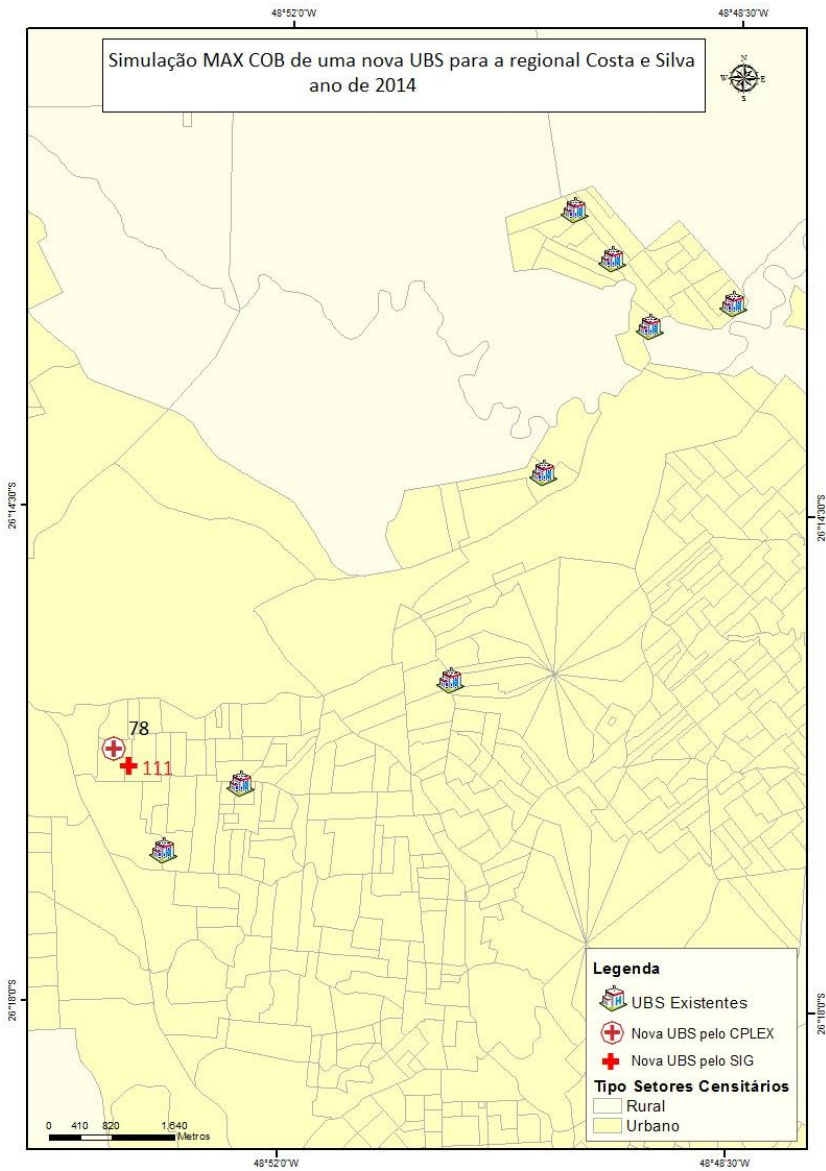 48°52'0"W
48°48'30"W
Simulação MAX COB de uma nova UBS para a regional Costa e Silva
ano de 2014
N
W
E
S
26°14'30"S
26°14'30"S
78
111
26°18'0"S
26°18'0"S
Legenda
UBS Existentes
Nova UBS pelo CPLEX
Nova UBS pelo SIG
Tipo Setores Censitários
Rural
Urbano
0 410 820 1.640
Metros
48°52'0"W
48°48'30"W